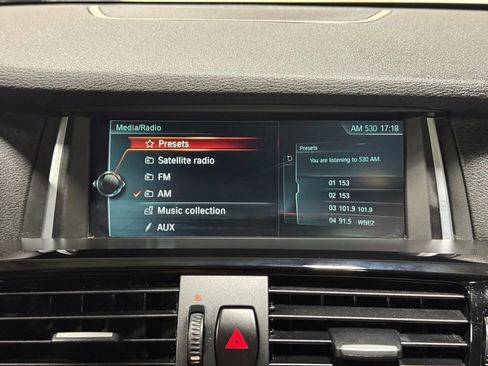 Media/Radio
AM 530 17:18
Presets
Satellite radio
FM
AM
Music collection
AUX
Presets
You are listening to 530 AM.
01 153
02 153
03 101.9 101.9
04 91.5 WBEZ